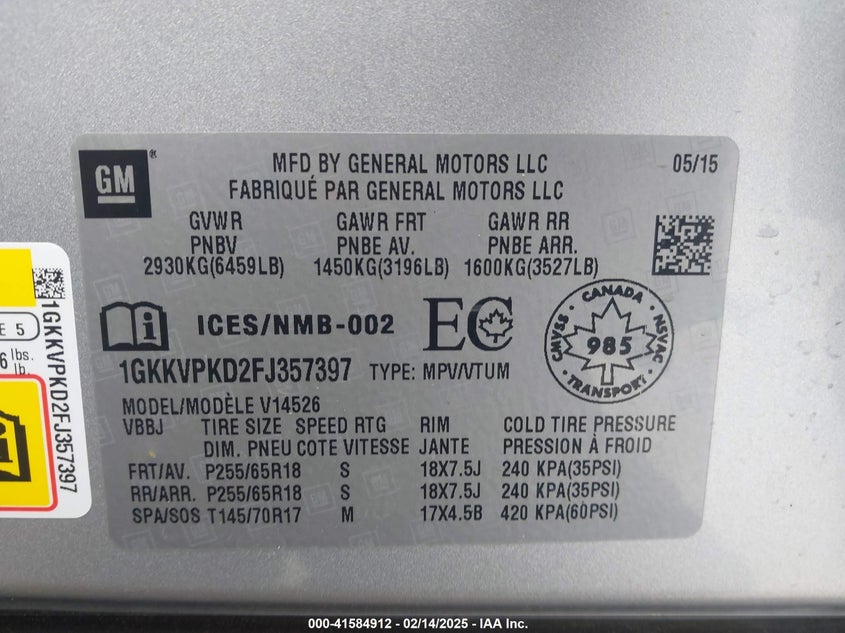 GM
MFD BY GENERAL MOTORS LLC 05/15
FABRIQUÉ PAR GENERAL MOTORS LLC
GVWR GAWR FRT GAWR RR
PNBV PNBE AV. PNBE ARR.
2930KG(6459LB) 1450KG(3196LB) 1600KG(3527LB)
ICES/NMB-002 EC
CANADA
CMVSS 985 NSVAC
TRANSPORT
1GKKVPKD2FJ357397 TYPE: MPV/VTUM
MODEL/MODÈLE V14526
VBBJ TIRE SIZE SPEED RTG RIM COLD TIRE PRESSURE
DIM. PNEU COTE VITESSE JANTE PRESSION À FROID
FRT/AV. P255/65R18 S 18X7.5J 240 KPA(35PSI)
RR/ARR. P255/65R18 S 18X7.5J 240 KPA(35PSI)
SPA/SOS T145/70R17 M 17X4.5B 420 KPA(60PSI)
1GKKVPKD2FJ357397
E 5
6 lbs.
lb.
000-41584912 - 02/14/2025 - IAA Inc.